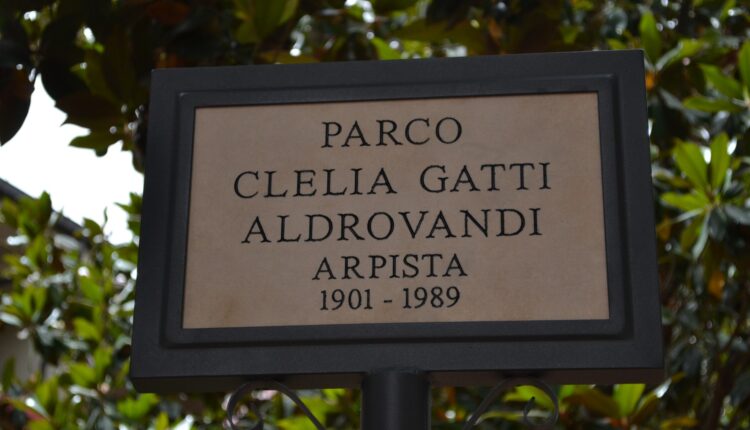 PARCO
CLELIA GATTI
ALDROVANDI
ARPISTA
1901 - 1989